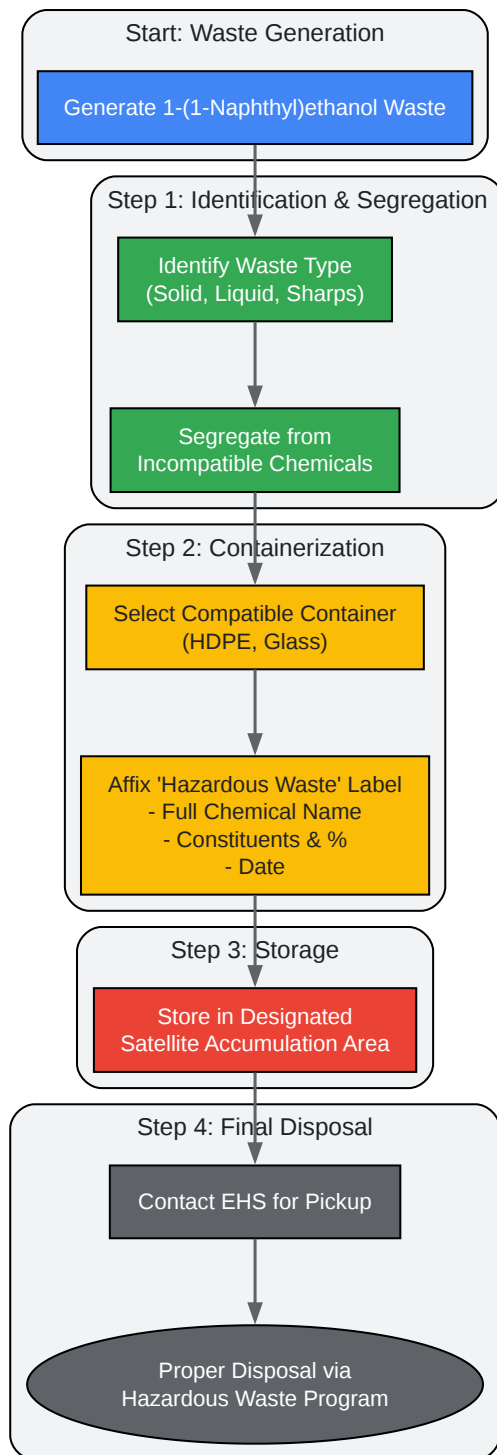 Start: Waste Generation
Generate 1-(1-Naphthyl)ethanol Waste
Step 1: Identification & Segregation
Identify Waste Type
(Solid, Liquid, Sharps)
Segregate from
Incompatible Chemicals
Step 2: Containerization
Select Compatible Container
(HDPE, Glass)
Affix 'Hazardous Waste' Label
- Full Chemical Name
- Constituents & %
- Date
Step 3: Storage
Store in Designated
Satellite Accumulation Area
Step 4: Final Disposal
Contact EHS for Pickup
Proper Disposal via
Hazardous Waste Program